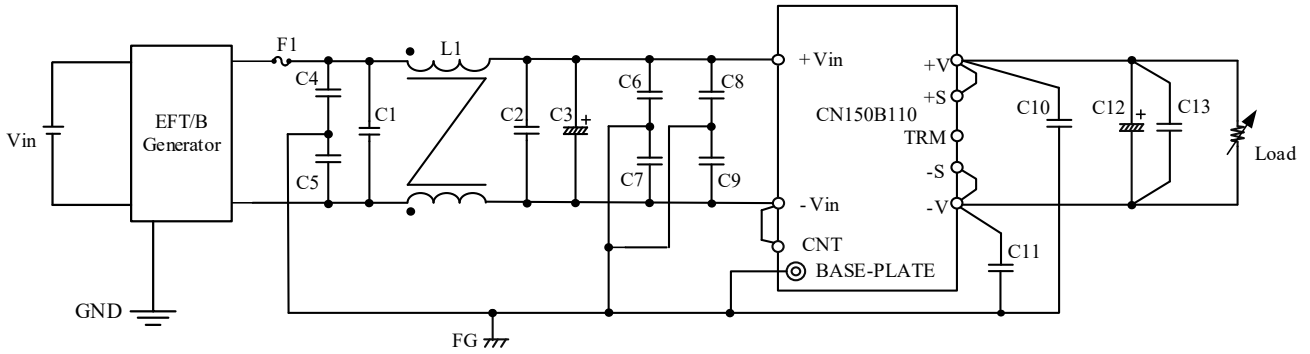 F1
L1
C4
C1
C5
C2
C3
+
C6
C7
C8
C9
Vin
EFT/B
Generator
GND
FG
+Vin
-Vin
CNT
BASE-PLATE
CN150B110
+V
+S
TRM
-S
-V
C10
C11
C12
+
C13
Load